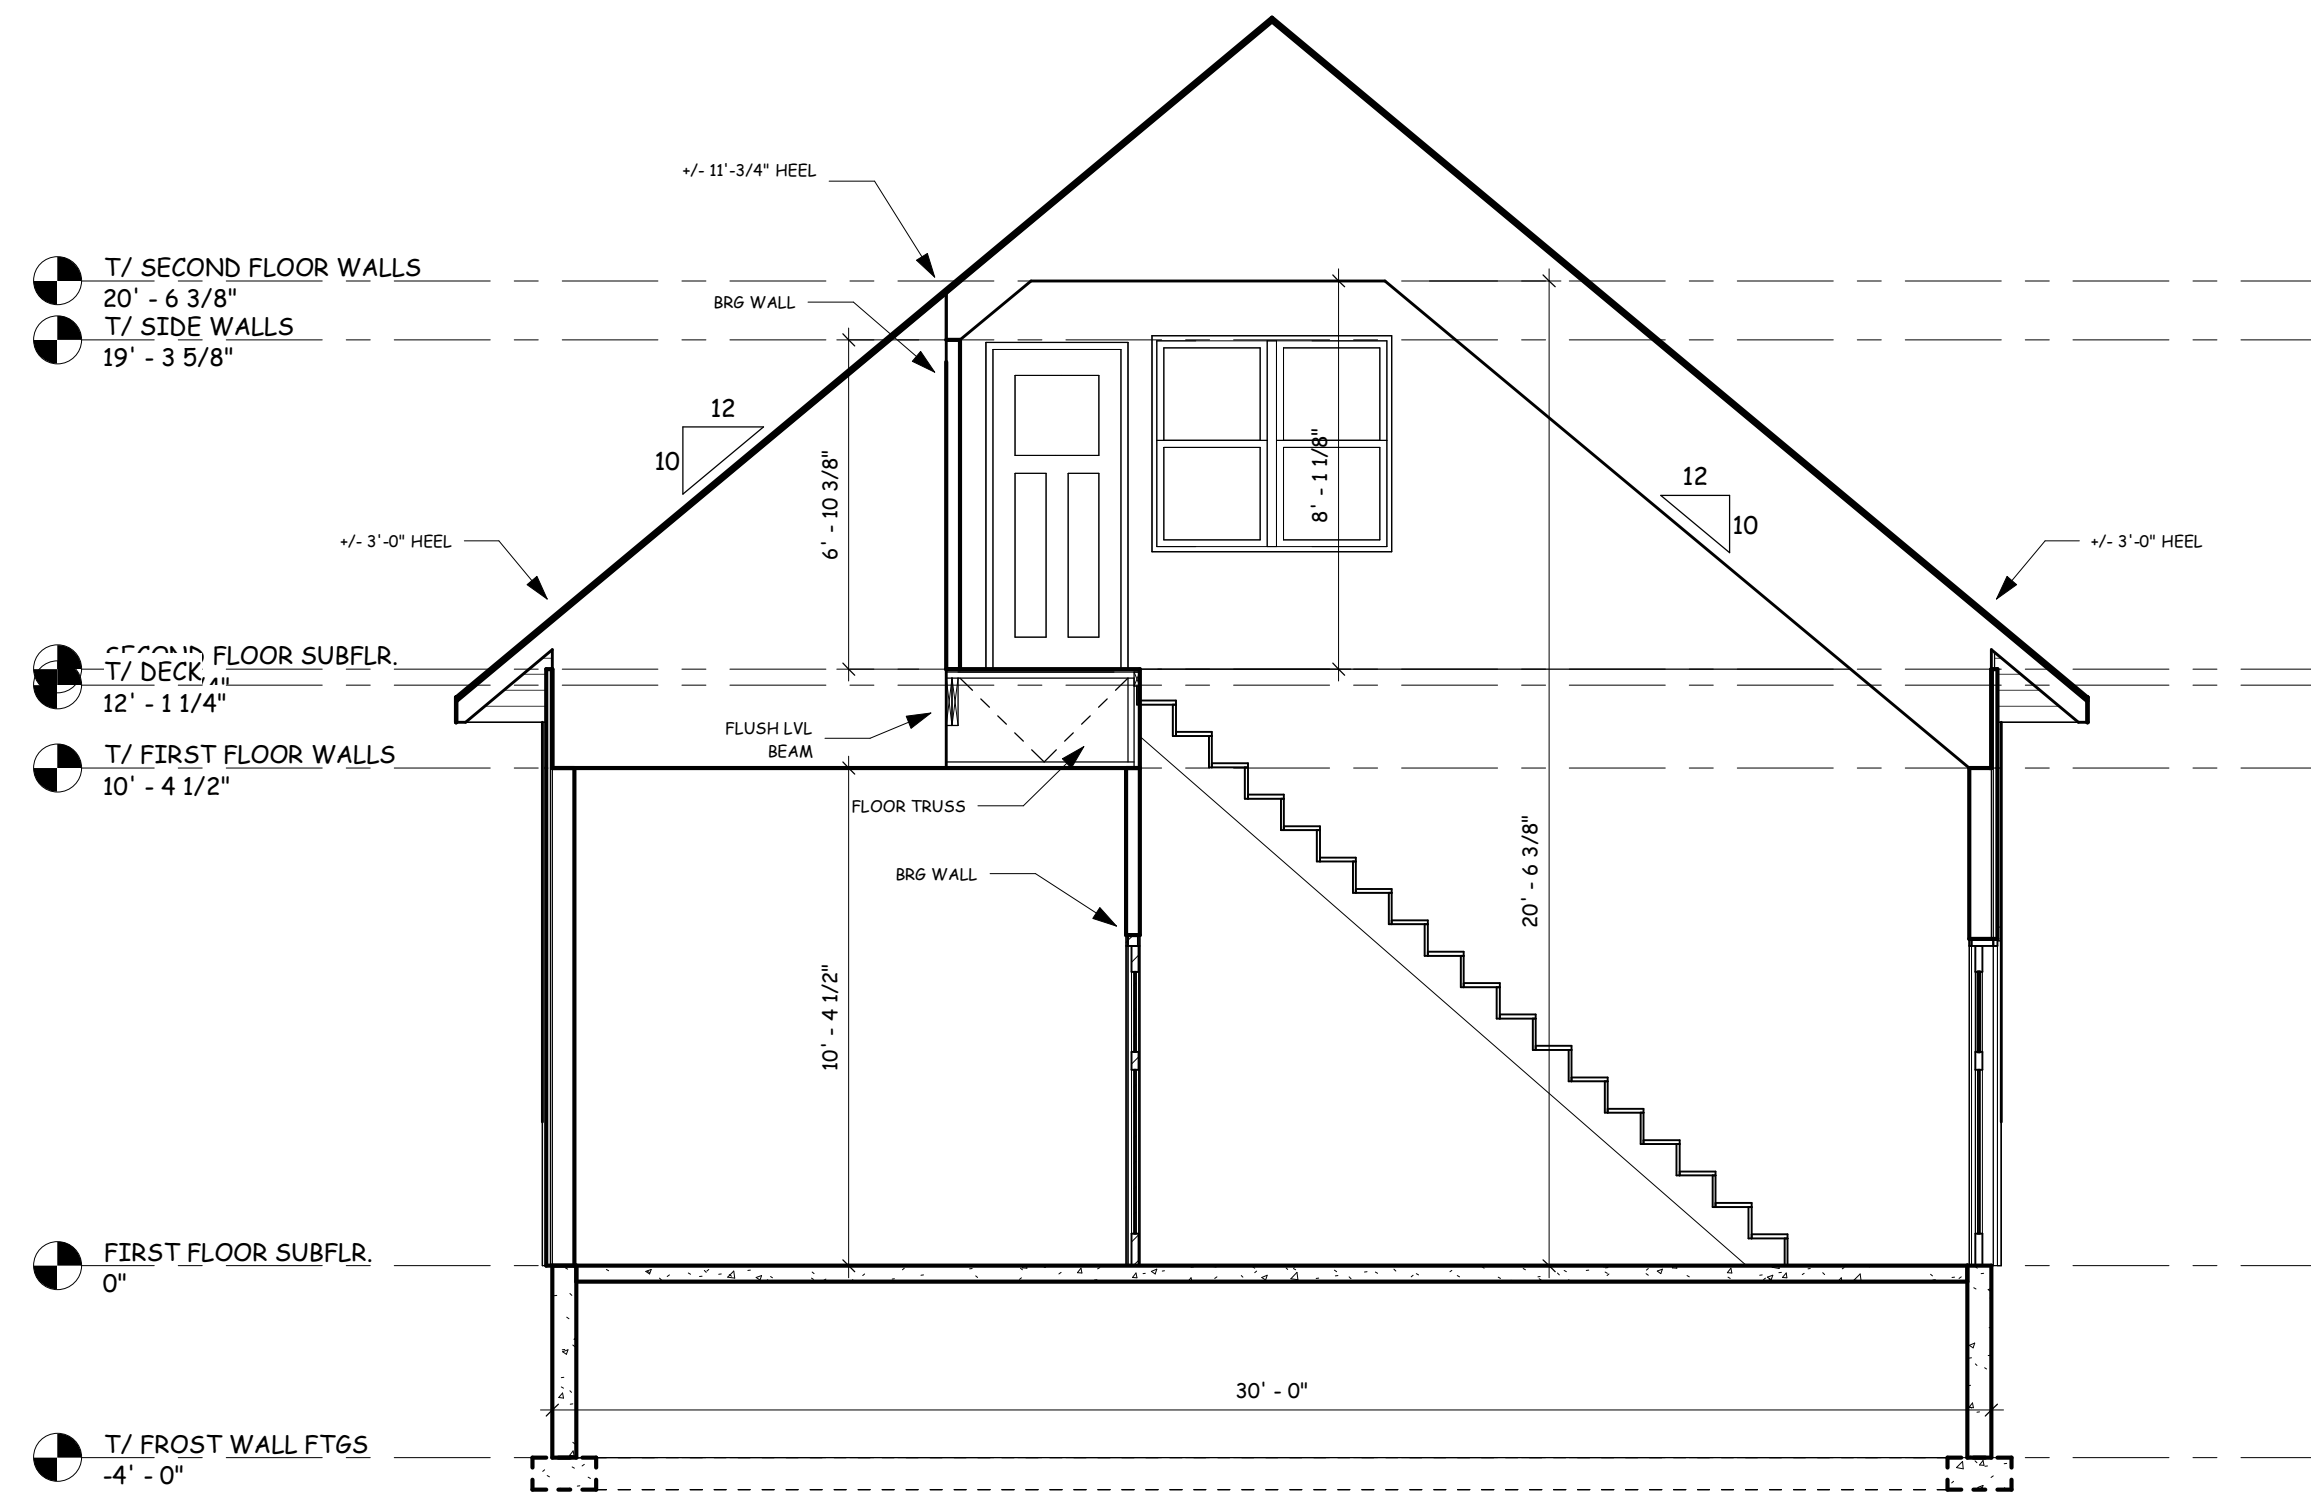 +/- 11'-3/4" HEEL
T/ SECOND FLOOR WALLS
20' - 6 3/8"
BRG WALL
T/ SIDE WALLS
19' - 3 5/8"
12
10
12
10
6' - 10 3/8"
8' - 1 1/8"
+/- 3'-0" HEEL
+/- 3'-0" HEEL
SECOND FLOOR SUBFLR.
T/ DECK
12' - 1 1/4"
FLUSH LVL
BEAM
T/ FIRST FLOOR WALLS
10' - 4 1/2"
FLOOR TRUSS
BRG WALL
20' - 6 3/8"
10' - 4 1/2"
FIRST FLOOR SUBFLR.
0"
30' - 0"
T/ FROST WALL FTGS
-4' - 0"